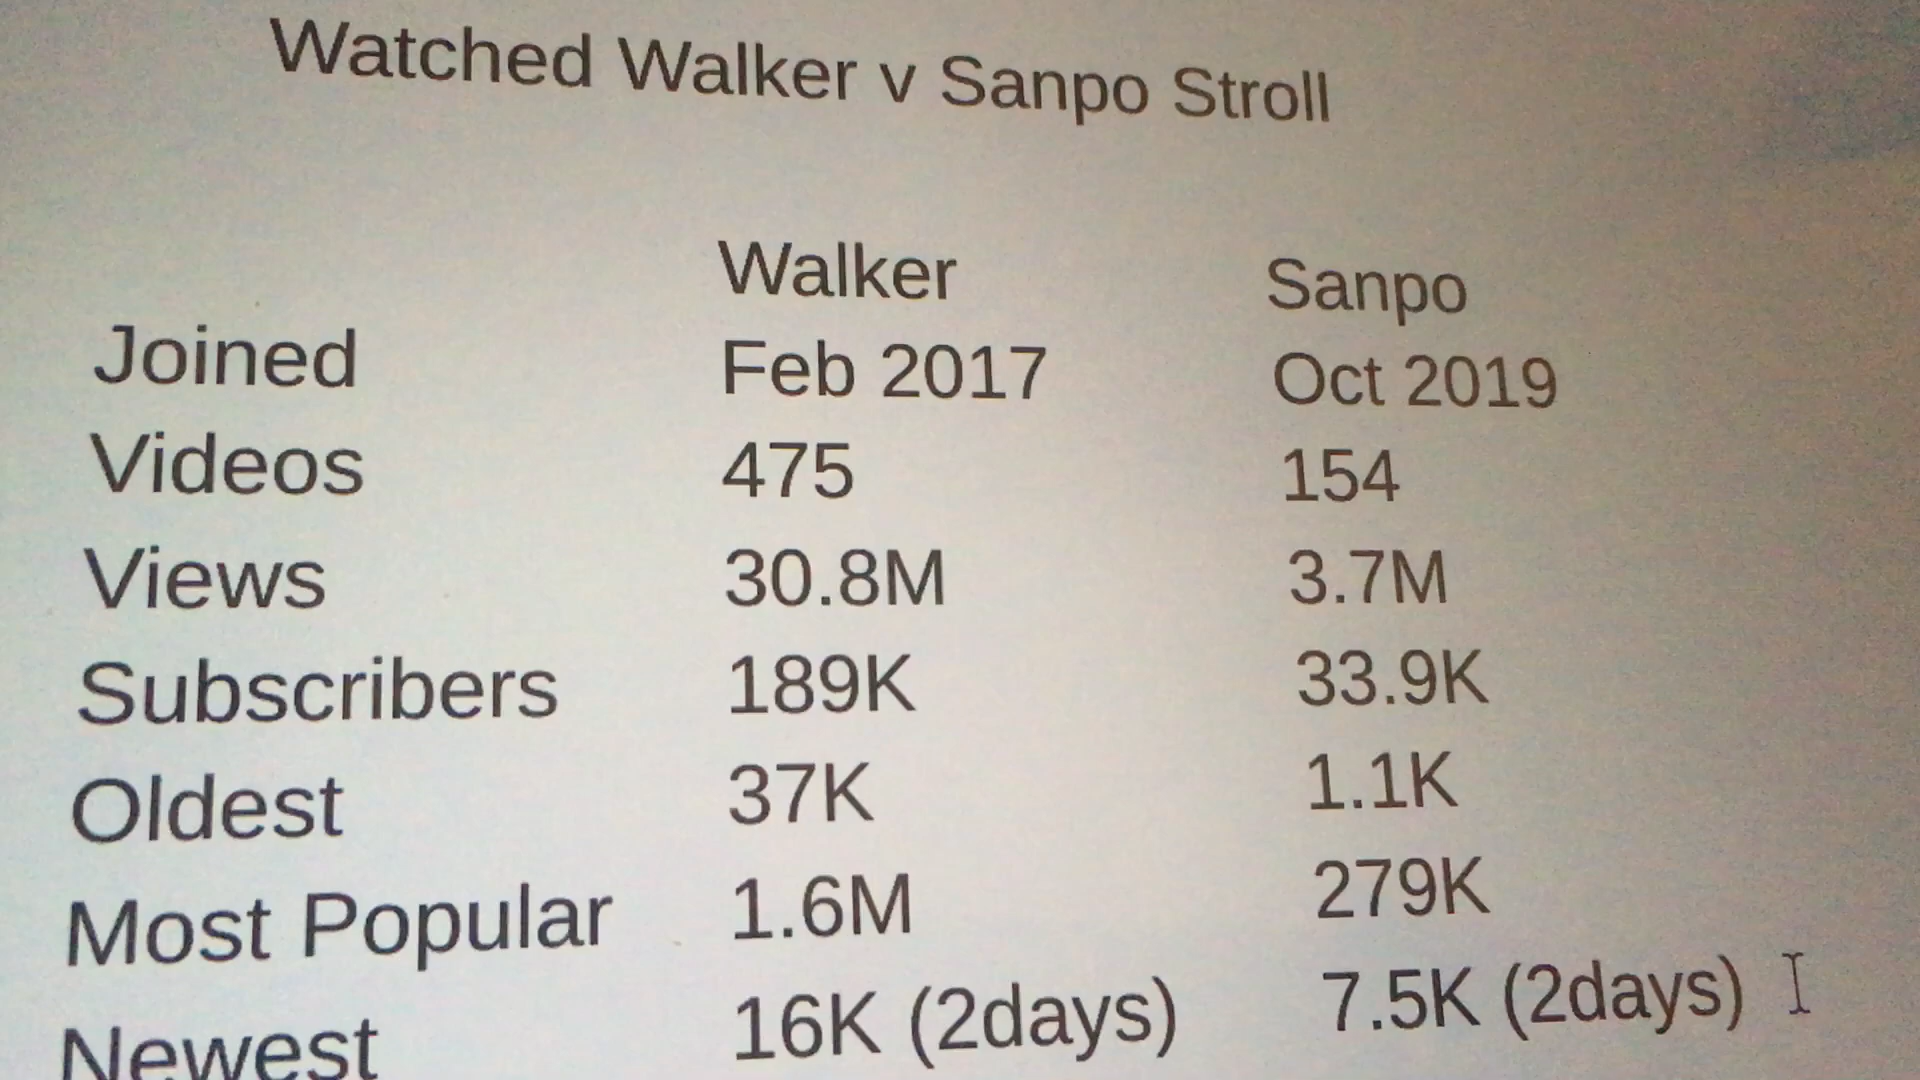 Watched Walker v Sanpo Stroll
Walker Sanpo
Joined Feb 2017 Oct 2019
Videos 475 154
Views 30.8M 3.7M
Subscribers 189K 33.9K
Oldest 37K 1.1K
Most Popular 1.6M 279K
Newest 16K (2days) 7.5K (2days)